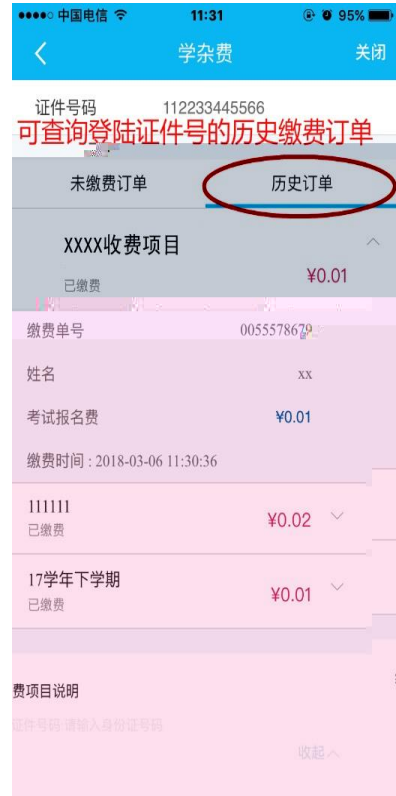 中国电信 11:31 95%
学杂费 关闭
证件号码 112233445566
可查询登陆证件号的历史缴费订单
未缴费订单 历史订单
XXXX收费项目
已缴费 ¥0.01
缴费单号 0055578679
姓名 xx
考试报名费 ¥0.01
缴费时间 : 2018-03-06 11:30:36
111111
已缴费 ¥0.02
17学年下学期
已缴费 ¥0.01
费项目说明
证件号码 请输入身份证号码
收起